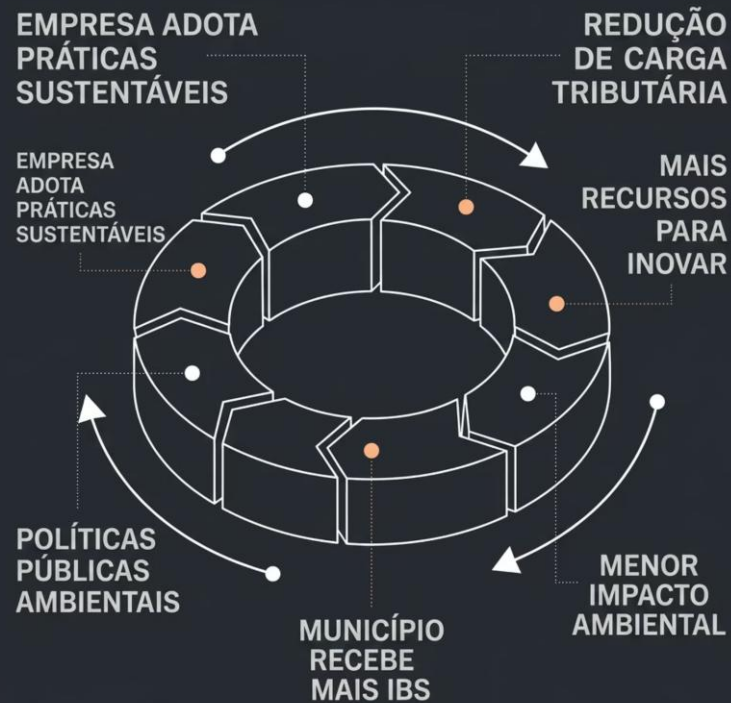 EMPRESA ADOTA
PRÁTICAS
SUSTENTÁVEIS
REDUÇÃO
DE CARGA
TRIBUTÁRIA
EMPRESA
ADOTA
PRÁTICAS
SUSTENTÁVEIS
MAIS
RECURSOS
PARA
INOVAR
POLÍTICAS
PÚBLICAS
AMBIENTAIS
MUNICÍPIO
RECEBE
MAIS IBS
MENOR
IMPACTO
AMBIENTAL